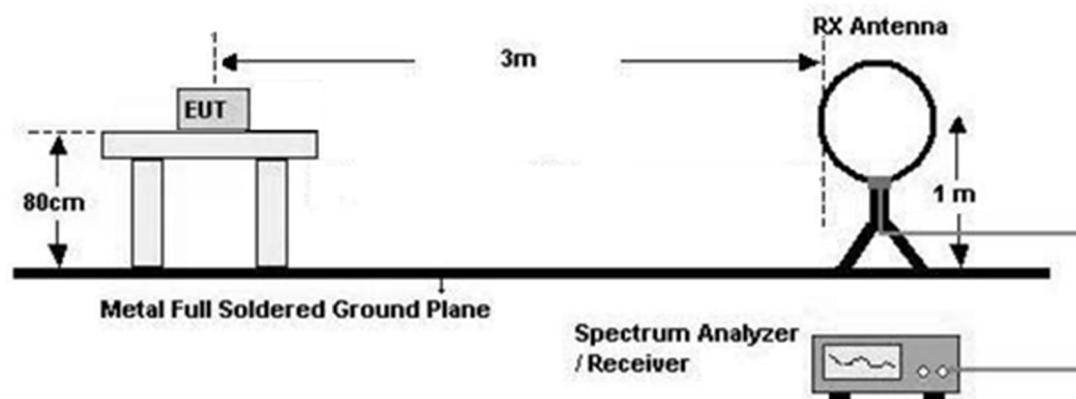 RX Antenna
3m
EUT
80cm
1 m
Metal Full Soldered Ground Plane
Spectrum Analyzer
/ Receiver